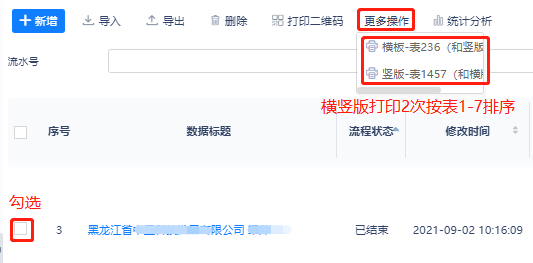 + 新增 导入 导出 删除 打印二维码 更多操作 统计分析
横板-表236（和竖版
流水号
竖版-表1457（和横
横竖版打印2次按表1-7排序
序号 数据标题 流程状态 修改时间
勾选
3 黑龙江省 有限公司 已结束 2021-09-02 10:16:09